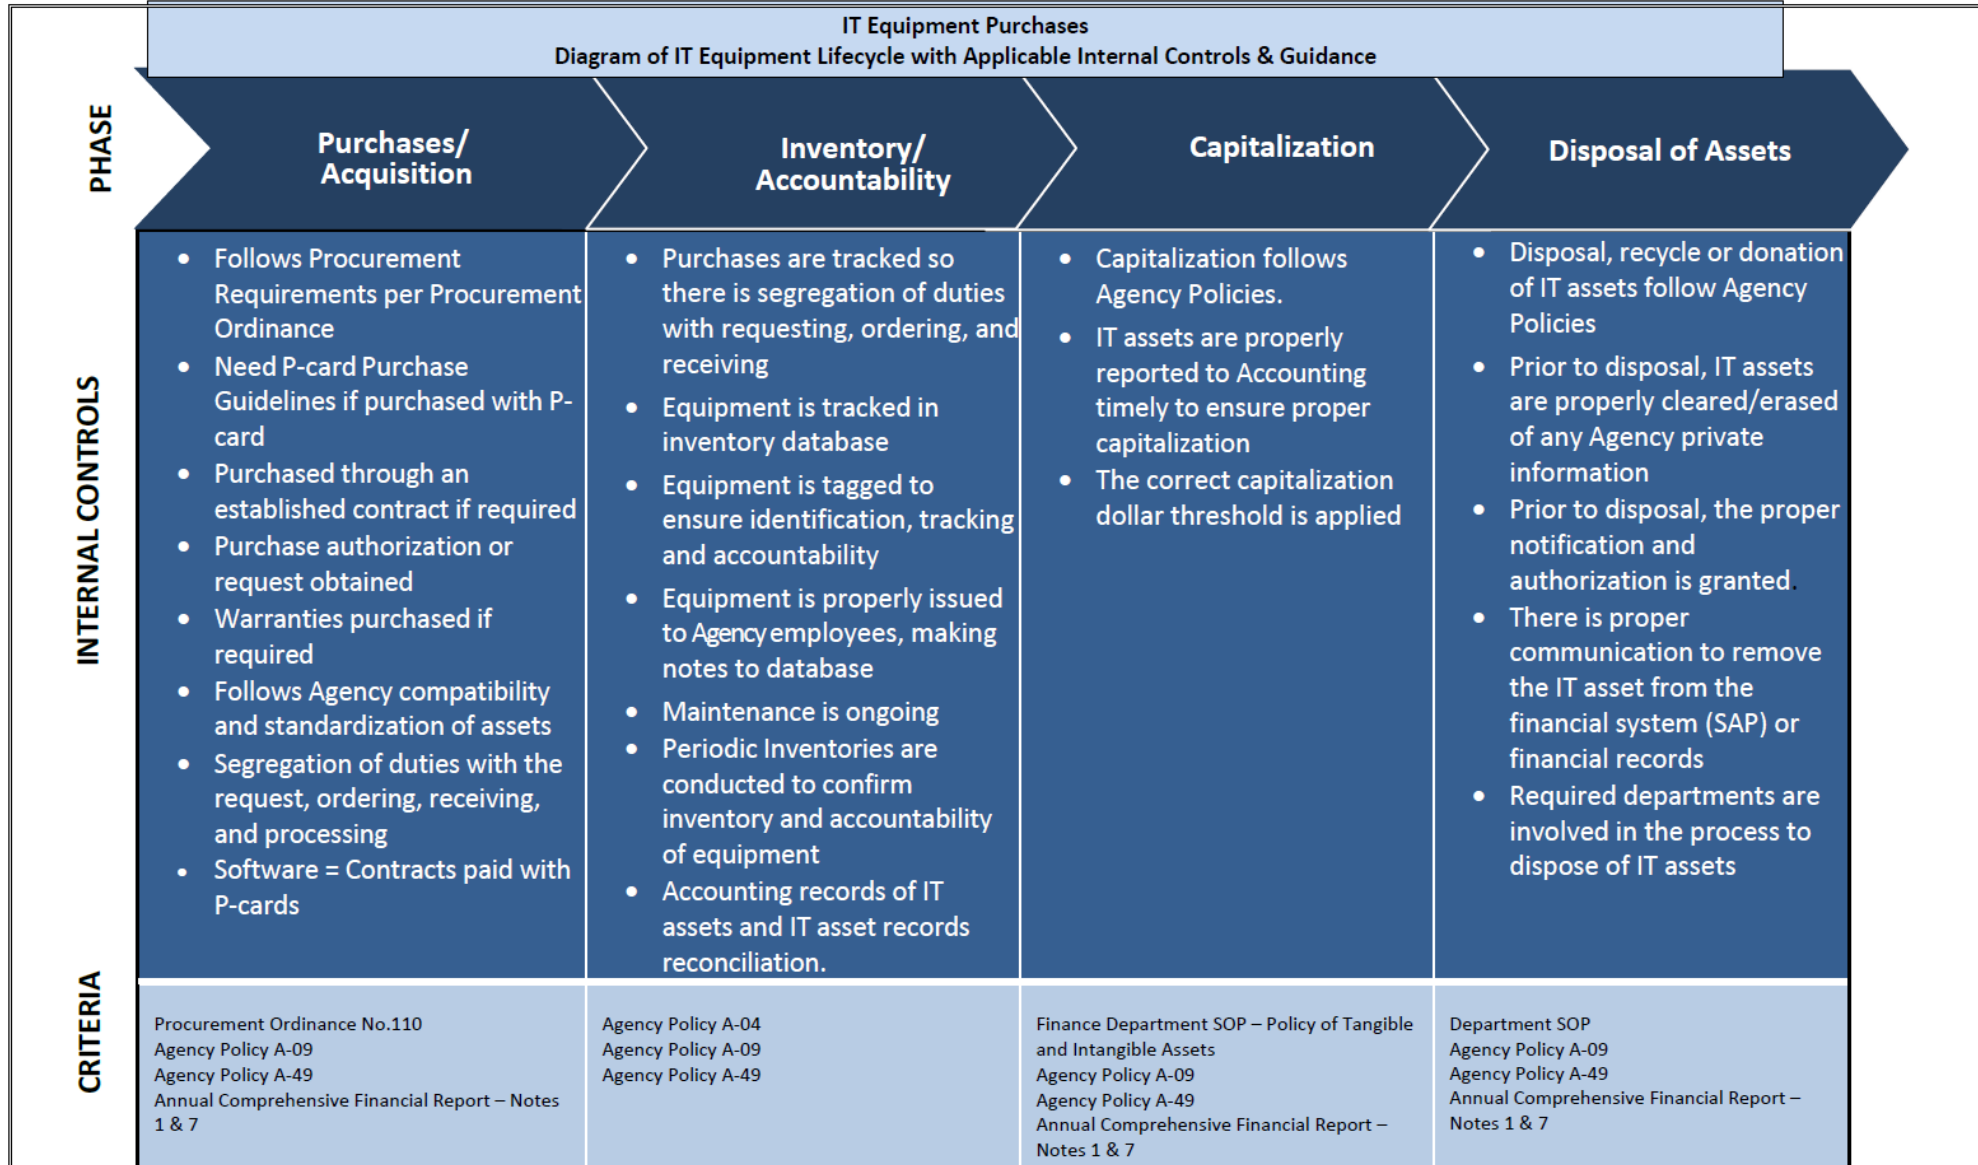 IT Equipment Purchases
Diagram of IT Equipment Lifecycle with Applicable Internal Controls & Guidance
PHASE
Purchases/
Acquisition
Inventory/
Accountability
Capitalization
Disposal of Assets
INTERNAL CONTROLS
• Follows Procurement
Requirements per Procurement
Ordinance
• Need P-card Purchase
Guidelines if purchased with P-
card
• Purchased through an
established contract if required
• Purchase authorization or
request obtained
• Warranties purchased if
required
• Follows Agency compatibility
and standardization of assets
• Segregation of duties with the
request, ordering, receiving,
and processing
• Software = Contracts paid with
P-cards
• Purchases are tracked so
there is segregation of duties
with requesting, ordering, and
receiving
• Equipment is tracked in
inventory database
• Equipment is tagged to
ensure identification, tracking
and accountability
• Equipment is properly issued
to Agency employees, making
notes to database
• Maintenance is ongoing
• Periodic Inventories are
conducted to confirm
inventory and accountability
of equipment
• Accounting records of IT
assets and IT asset records
reconciliation.
• Capitalization follows
Agency Policies.
• IT assets are properly
reported to Accounting
timely to ensure proper
capitalization
• The correct capitalization
dollar threshold is applied
• Disposal, recycle or donation
of IT assets follow Agency
Policies
• Prior to disposal, IT assets
are properly cleared/erased
of any Agency private
information
• Prior to disposal, the proper
notification and
authorization is granted.
• There is proper
communication to remove
the IT asset from the
financial system (SAP) or
financial records
• Required departments are
involved in the process to
dispose of IT assets
CRITERIA
Procurement Ordinance No.110
Agency Policy A-09
Agency Policy A-49
Annual Comprehensive Financial Report – Notes
1 & 7
Agency Policy A-04
Agency Policy A-09
Agency Policy A-49
Finance Department SOP – Policy of Tangible
and Intangible Assets
Agency Policy A-09
Agency Policy A-49
Annual Comprehensive Financial Report –
Notes 1 & 7
Department SOP
Agency Policy A-09
Agency Policy A-49
Annual Comprehensive Financial Report –
Notes 1 & 7